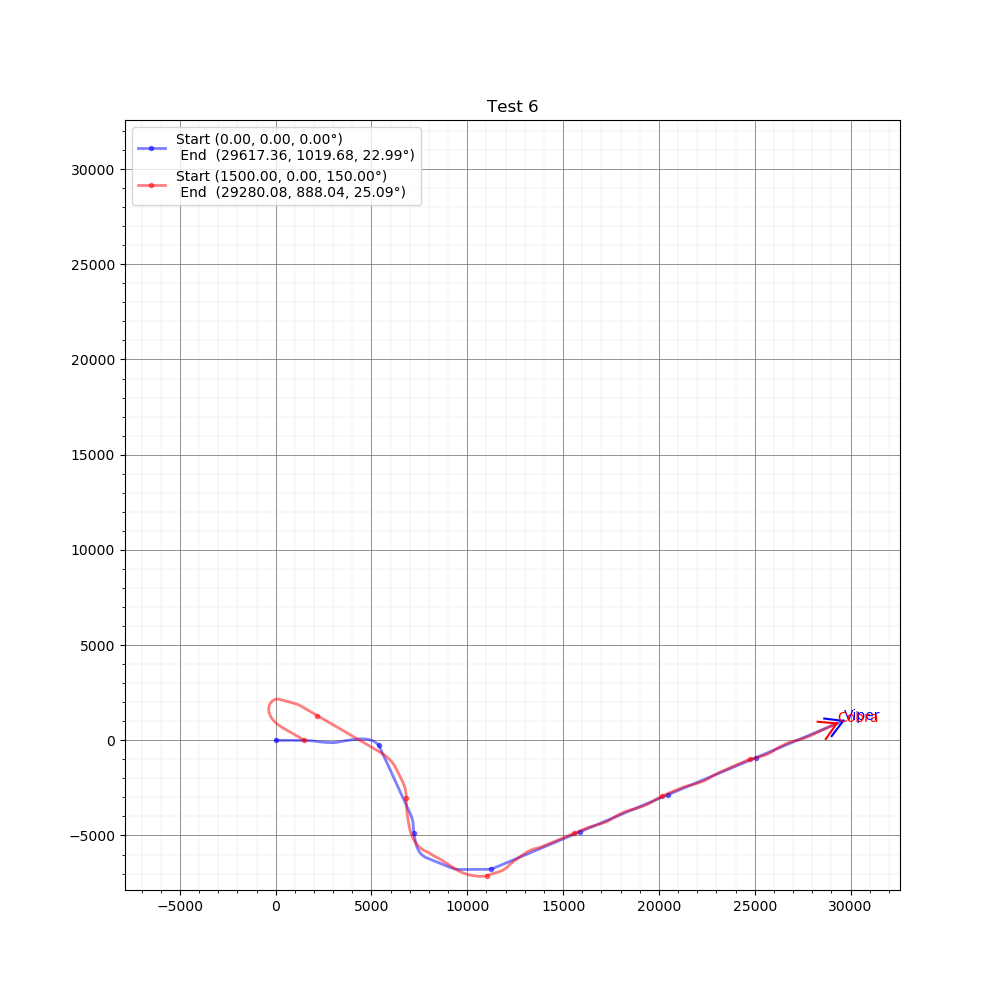 Test 6
Start (0.00, 0.00, 0.00°)
End  (29617.36, 1019.68, 22.99°)
Start (1500.00, 0.00, 150.00°)
End  (29280.08, 888.04, 25.09°)
30000
25000
20000
15000
10000
5000
0
−5000
Viper
Cobra
−5000 0 5000 10000 15000 20000 25000 30000